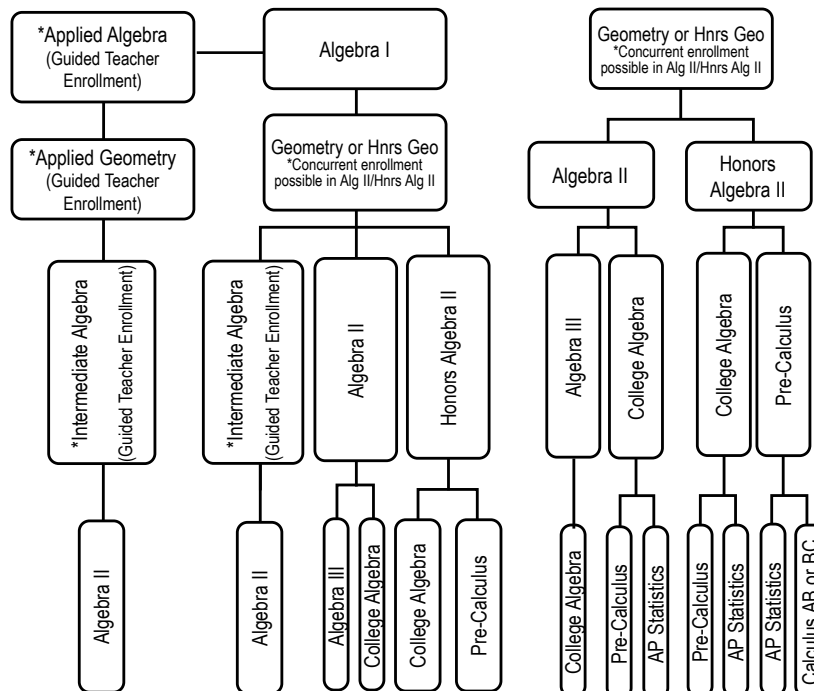 *Applied Algebra
(Guided Teacher
Enrollment)
Algebra I
Geometry or Hnrs Geo
*Concurrent enrollment
possible in Alg II/Hnrs Alg II
*Applied Geometry
(Guided Teacher
Enrollment)
Geometry or Hnrs Geo
*Concurrent enrollment
possible in Alg II/Hnrs Alg II
Algebra II
Honors
Algebra II
*Intermediate Algebra
(Guided Teacher Enrollment)
*Intermediate Algebra
(Guided Teacher Enrollment)
Algebra II
Honors Algebra II
Algebra III
College Algebra
College Algebra
Pre-Calculus
Algebra II
Algebra II
Algebra III
College Algebra
College Algebra
Pre-Calculus
College Algebra
Pre-Calculus
AP Statistics
Pre-Calculus
AP Statistics
AP Statistics
Calculus AB or BC